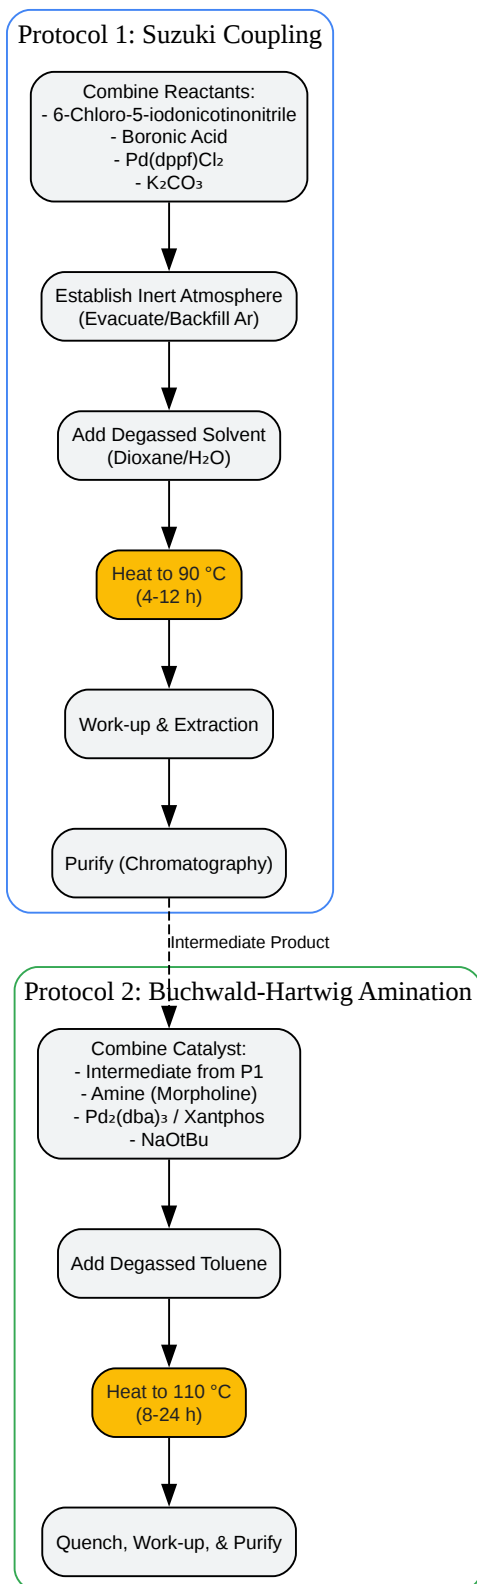 Protocol 1: Suzuki Coupling
Combine Reactants:
- 6-Chloro-5-iodonicotinonitrile
- Boronic Acid
- Pd(dppf)Cl₂
- K₂CO₃
Establish Inert Atmosphere
(Evacuate/Backfill Ar)
Add Degassed Solvent
(Dioxane/H₂O)
Heat to 90 °C
(4-12 h)
Work-up & Extraction
Purify (Chromatography)
Intermediate Product
Protocol 2: Buchwald-Hartwig Amination
Combine Catalyst:
- Intermediate from P1
- Amine (Morpholine)
- Pd₂(dba)₃ / Xantphos
- NaOtBu
Add Degassed Toluene
Heat to 110 °C
(8-24 h)
Quench, Work-up, & Purify